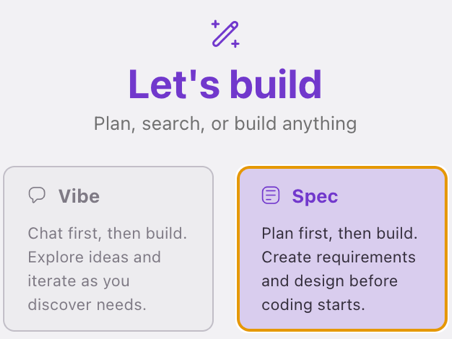 Let's build
Plan, search, or build anything
Vibe
Chat first, then build.
Explore ideas and
iterate as you
discover needs.
Spec
Plan first, then build.
Create requirements
and design before
coding starts.